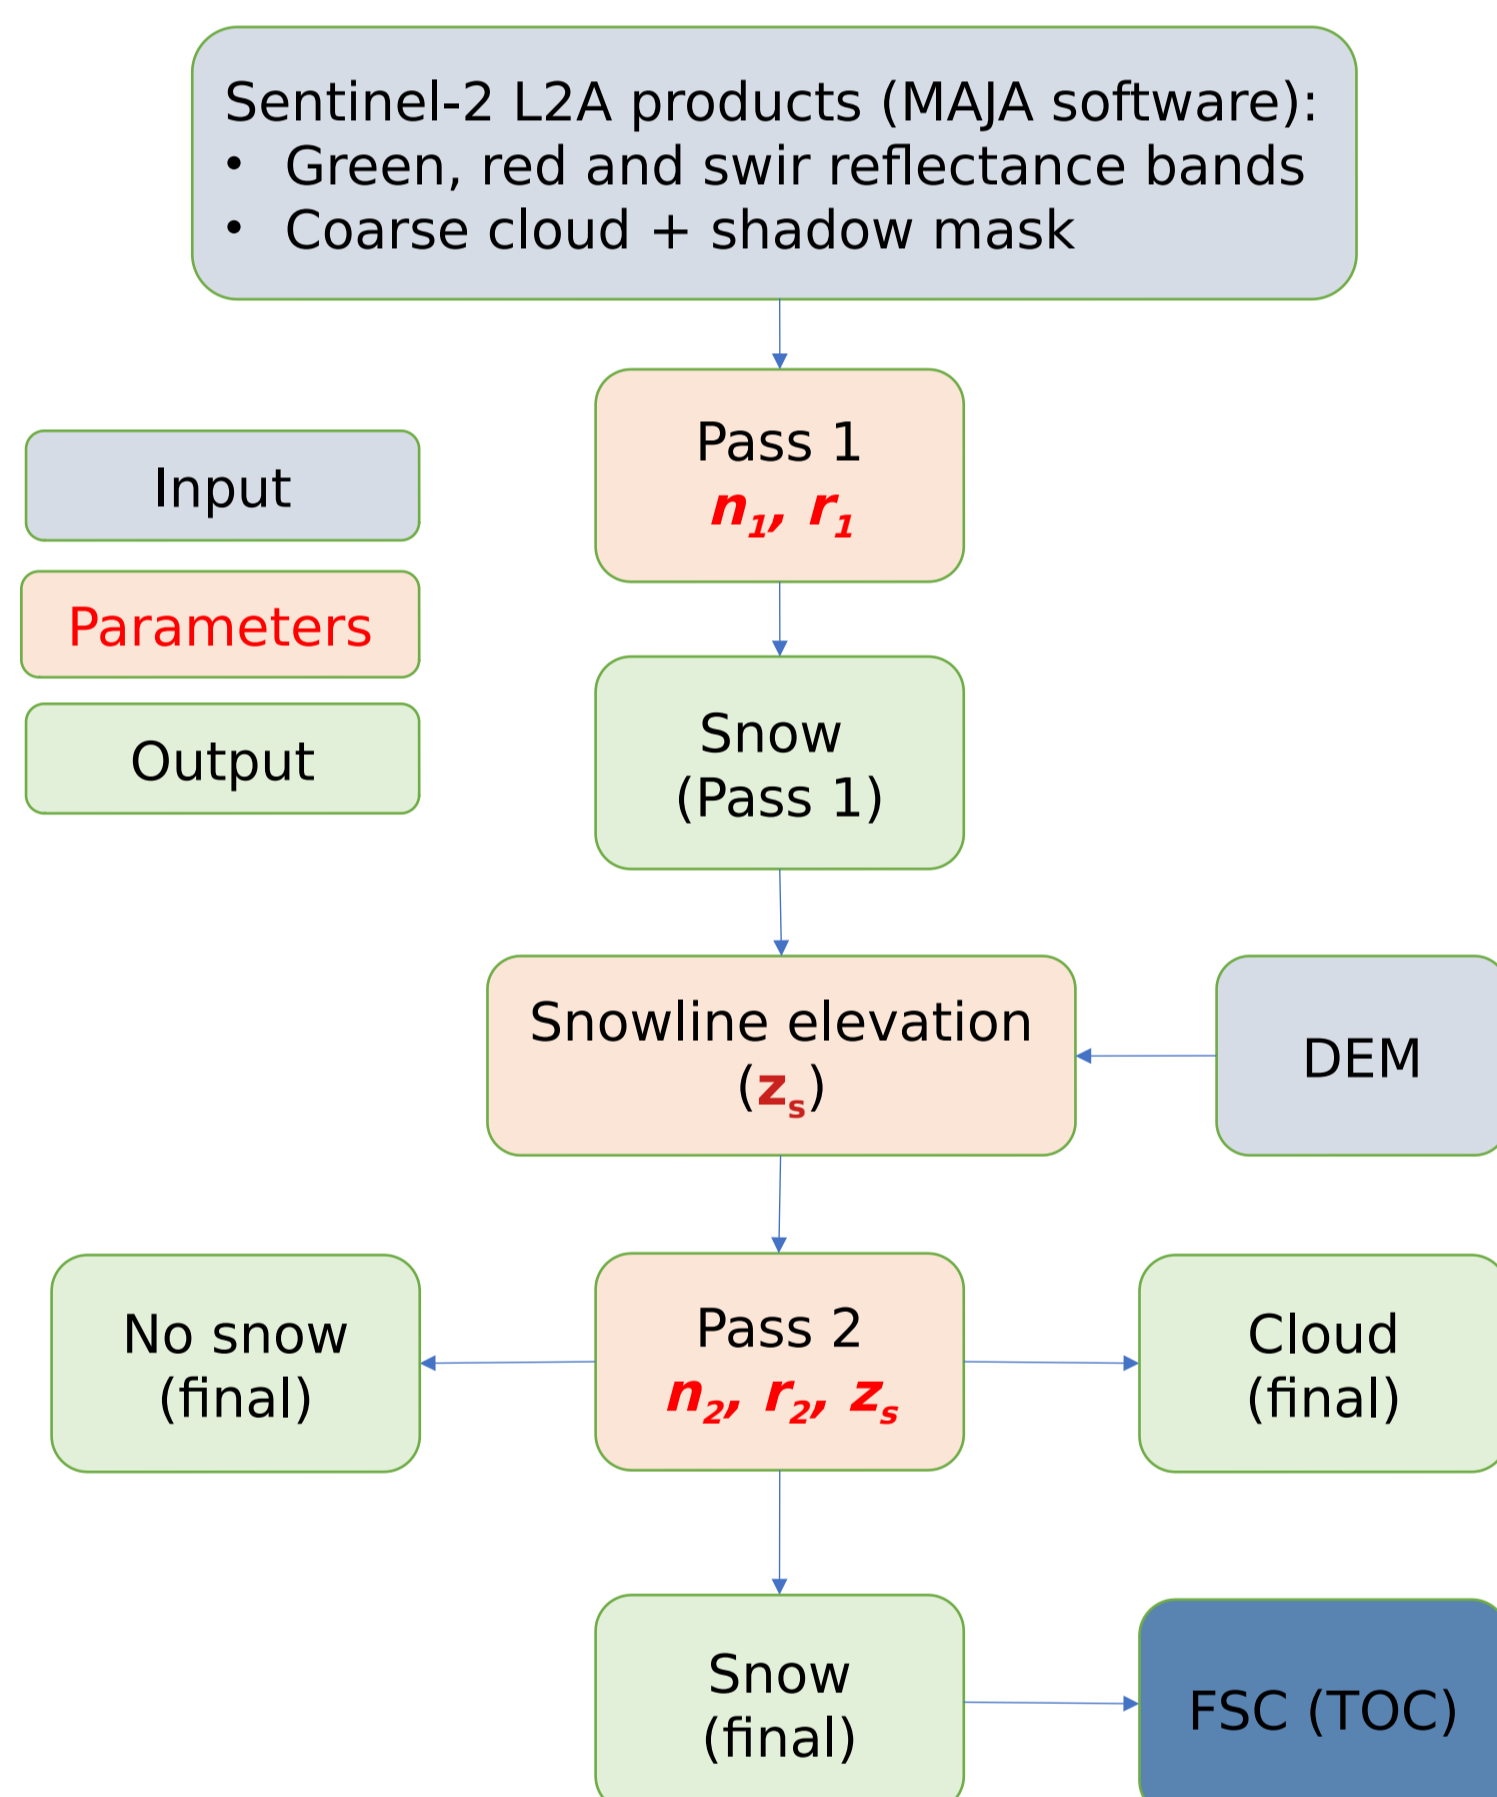 Sentinel-2 L2A products (MAJA software):
• Green, red and swir reflectance bands
• Coarse cloud + shadow mask
Pass 1
n₁, r₁
Input
Parameters
Output
Snow
(Pass 1)
Snowline elevation
(zₛ)
DEM
No snow
(final)
Pass 2
n₂, r₂, zₛ
Cloud
(final)
Snow
(final)
FSC (TOC)